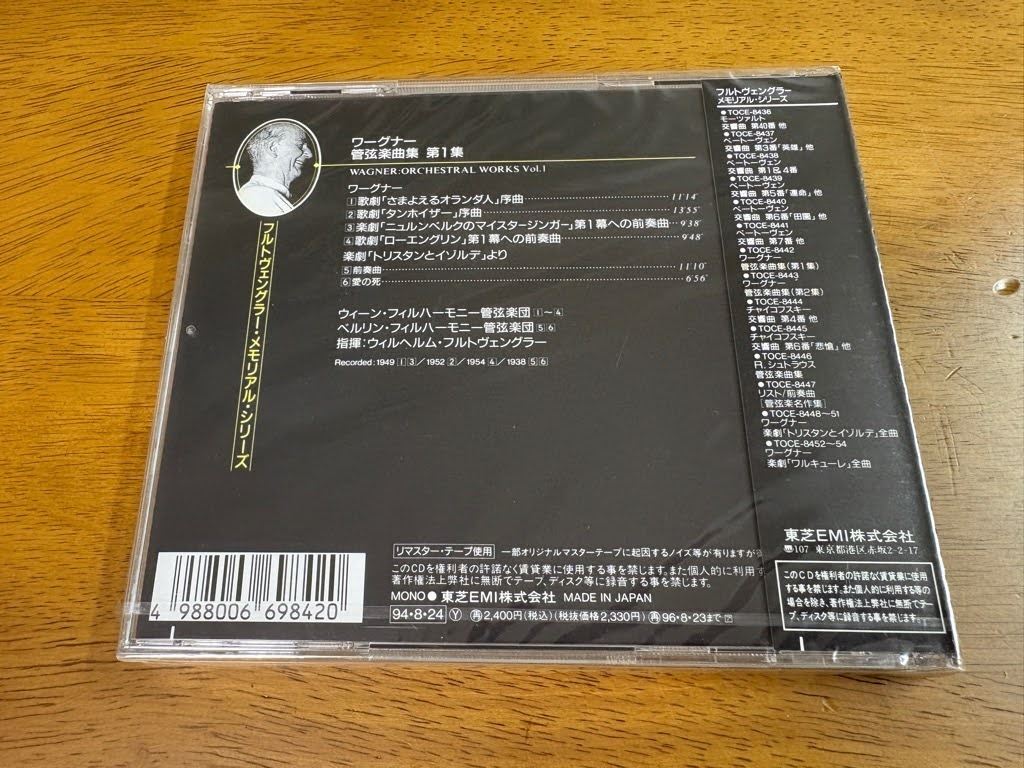 ワーグナー
管弦楽曲集 第1集
WAGNER:ORCHESTRAL WORKS Vol.1
ワーグナー
1 歌劇「さまよえるオランダ人」序曲 11'14"
2 歌劇「タンホイザー」序曲 13'55"
3 楽劇「ニュルンベルクのマイスタージンガー」第1幕への前奏曲 9'38"
4 歌劇「ローエングリン」第1幕への前奏曲 9'48"
楽劇「トリスタンとイゾルデ」より
5 前奏曲 11'10"
6 愛の死 6'56"
ウィーン・フィルハーモニー管弦楽団 1～4
ベルリン・フィルハーモニー管弦楽団 5 6
指揮:ウィルヘルム・フルトヴェングラー
Recorded: 1949 1 3／1952 2／1954 4／1938 5 6
フルトヴェングラー・メモリアル・シリーズ
リマスター・テープ使用 一部オリジナルマスターテープに起因するノイズ等が有りますが
このCDを権利者の許諾なく賃貸業に使用する事を禁じます。また個人的に利用す
著作権法上弊社に無断でテープ、ディスク等に録音する事を禁じます。
MONO ● 東芝EMI株式会社 MADE IN JAPAN
94・8・24 Y 再 2,400円(税込)(税抜価格 2,330円) 再 96・8・23まで
4 988006 698420
フルトヴェングラー
メモリアル・シリーズ
●TOCE-8436
モーツァルト
交響曲 第40番 他
●TOCE-8437
ベートーヴェン
交響曲 第3番「英雄」他
●TOCE-8438
ベートーヴェン
交響曲 第1&4番
●TOCE-8439
ベートーヴェン
交響曲 第5番「運命」他
●TOCE-8440
ベートーヴェン
交響曲 第6番「田園」他
●TOCE-8441
ベートーヴェン
交響曲 第7番 他
●TOCE-8442
ワーグナー
管弦楽曲集(第1集)
●TOCE-8443
ワーグナー
管弦楽曲集(第2集)
●TOCE-8444
チャイコフスキー
交響曲 第4番 他
●TOCE-8445
チャイコフスキー
交響曲 第6番「悲愴」他
●TOCE-8446
R.シュトラウス
管弦楽曲集
●TOCE-8447
リスト/前奏曲
[管弦楽名作集]
●TOCE-8448～51
ワーグナー
楽劇「トリスタンとイゾルデ」全曲
●TOCE-8452～54
ワーグナー
楽劇「ワルキューレ」全曲
東芝EMI株式会社
〒107 東京都港区赤坂2-2-17
このCDを権利者の許諾なく賃貸業に使用
する事を禁じます。また個人的に利用する等の
場合を除き、著作権法上弊社に無断でテー
プ、ディスク等に録音する事を禁じます。